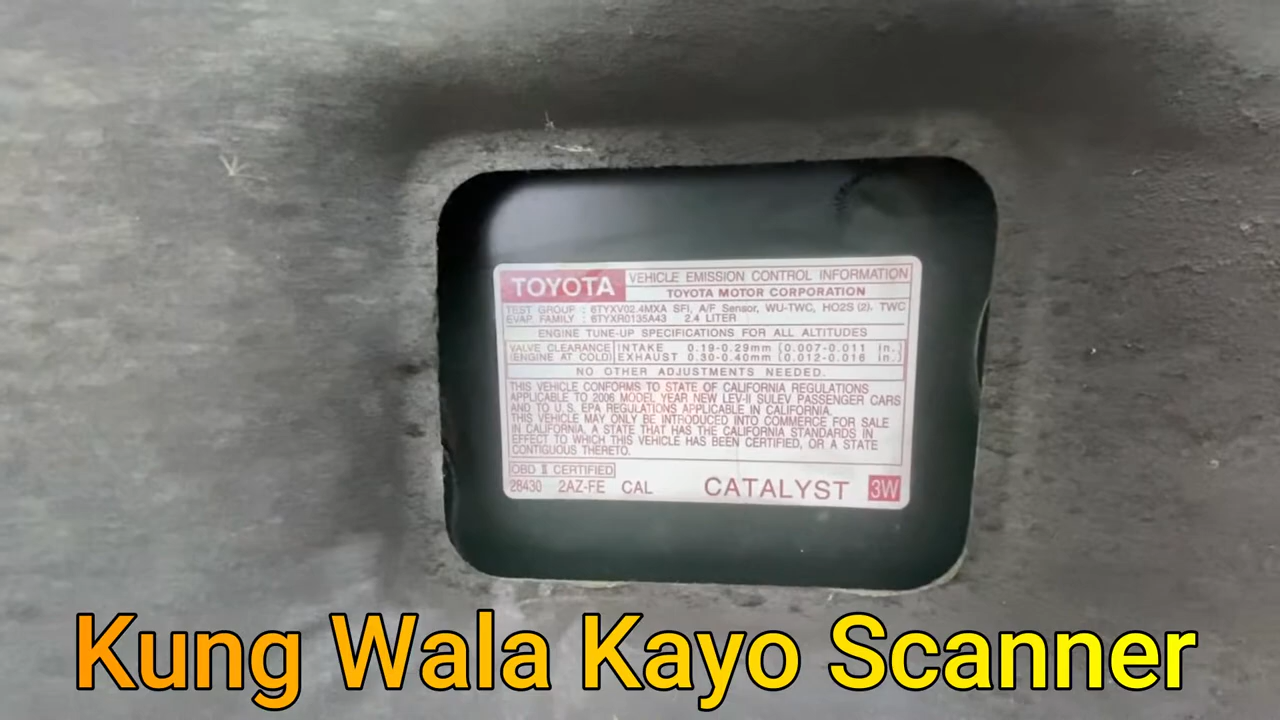 TOYOTA VEHICLE EMISSION CONTROL INFORMATION
TOYOTA MOTOR CORPORATION
TEST GROUP : 6TYXV02.4MXA SFI, A/F Sensor, WU-TWC, HO2S (2), TWC
EVAP FAMILY : 6TYXR0135A43 2.4 LITER
ENGINE TUNE-UP SPECIFICATIONS FOR ALL ALTITUDES
VALVE CLEARANCE INTAKE 0.19-0.29mm (0.007-0.011 in.)
(ENGINE AT COLD) EXHAUST 0.30-0.40mm (0.012-0.016 in.)
NO OTHER ADJUSTMENTS NEEDED.
THIS VEHICLE CONFORMS TO STATE OF CALIFORNIA REGULATIONS
APPLICABLE TO 2006 MODEL YEAR NEW LEV-II SULEV PASSENGER CARS
AND TO U.S. EPA REGULATIONS APPLICABLE IN CALIFORNIA.
THIS VEHICLE MAY ONLY BE INTRODUCED INTO COMMERCE FOR SALE
IN CALIFORNIA, A STATE THAT HAS THE CALIFORNIA STANDARDS IN
EFFECT TO WHICH THIS VEHICLE HAS BEEN CERTIFIED, OR A STATE
CONTIGUOUS THERETO.
OBD II CERTIFIED
28430 2AZ-FE CAL CATALYST 3W
Kung Wala Kayo Scanner